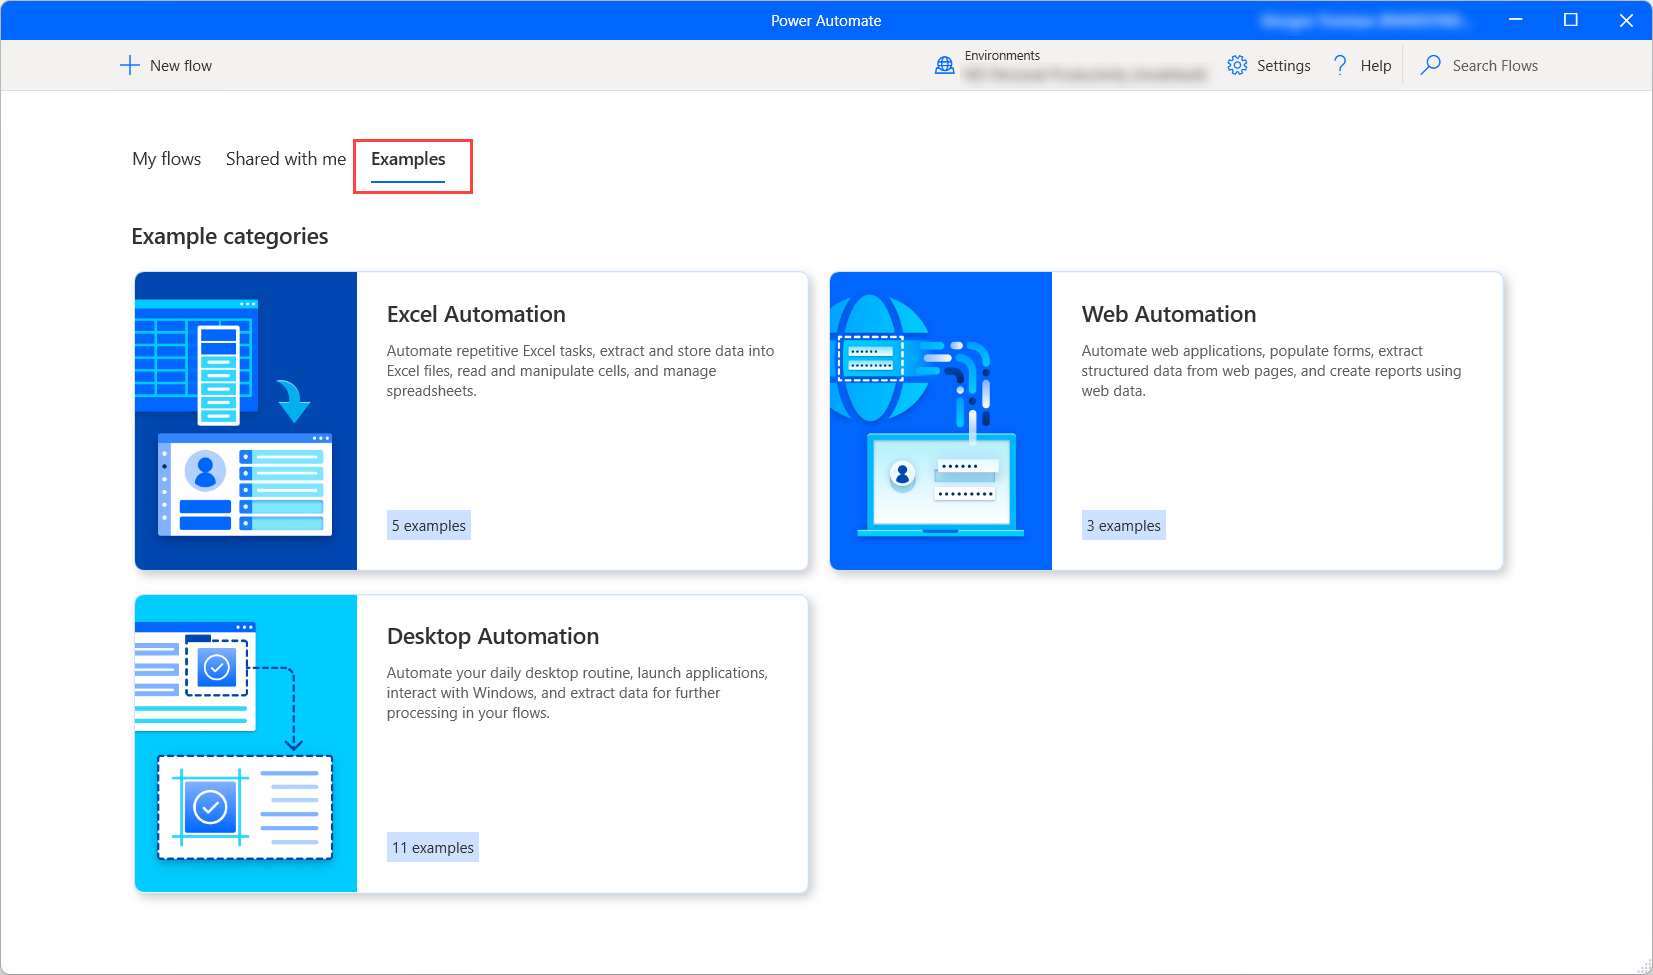 Power Automate
New flow
Environments
Settings
Help
Search Flows
My flows
Shared with me
Examples
Example categories
Excel Automation
Automate repetitive Excel tasks, extract and store data into
Excel files, read and manipulate cells, and manage
spreadsheets.
5 examples
Web Automation
Automate web applications, populate forms, extract
structured data from web pages, and create reports using
web data.
3 examples
Desktop Automation
Automate your daily desktop routine, launch applications,
interact with Windows, and extract data for further
processing in your flows.
11 examples